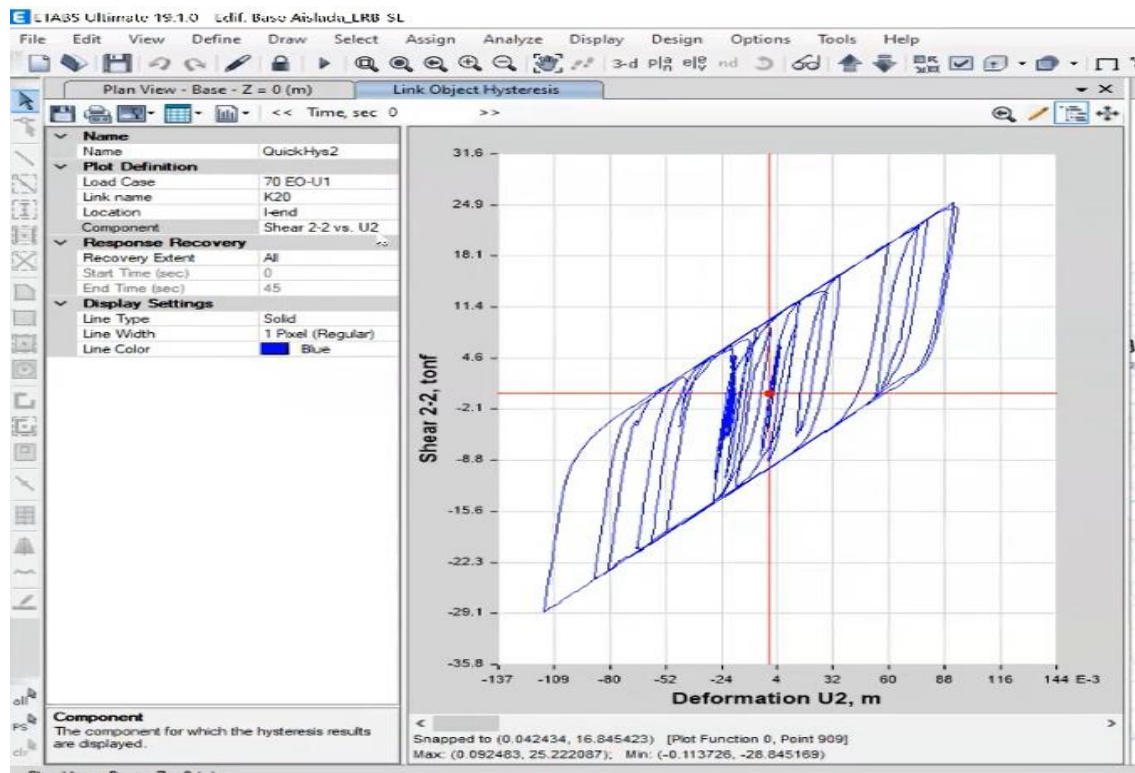 ETABS Ultimate 19.1.0 Edif. Base Aislada_LRB SL
File Edit View Define Draw Select Assign Analyze Display Design Options Tools Help
3-d nd
Plan View - Base - Z = 0 (m) Link Object Hysteresis
<< Time, sec 0 >>
Name
Name QuickHys2
Plot Definition
Load Case 70 EO-U1
Link name K20
Location I-end
Component Shear 2-2 vs. U2
Response Recovery
Recovery Extent All
Start Time (sec) 0
End Time (sec) 45
Display Settings
Line Type Solid
Line Width 1 Pixel (Regular)
Line Color Blue
31.6
24.9
18.1
11.4
4.6
-2.1
-8.8
-15.6
-22.3
-29.1
-35.8
Shear 2-2, tonf
-137 -109 -80 -52 -24 4 32 60 88 116 144 E-3
Deformation U2, m
all
PS
clr
Component
The component for which the hysteresis results
are displayed.
Snapped to (0.042434, 16.845423) [Plot Function 0, Point 909]
Max: (0.092483, 25.222087); Min: (-0.113726, -28.845169)